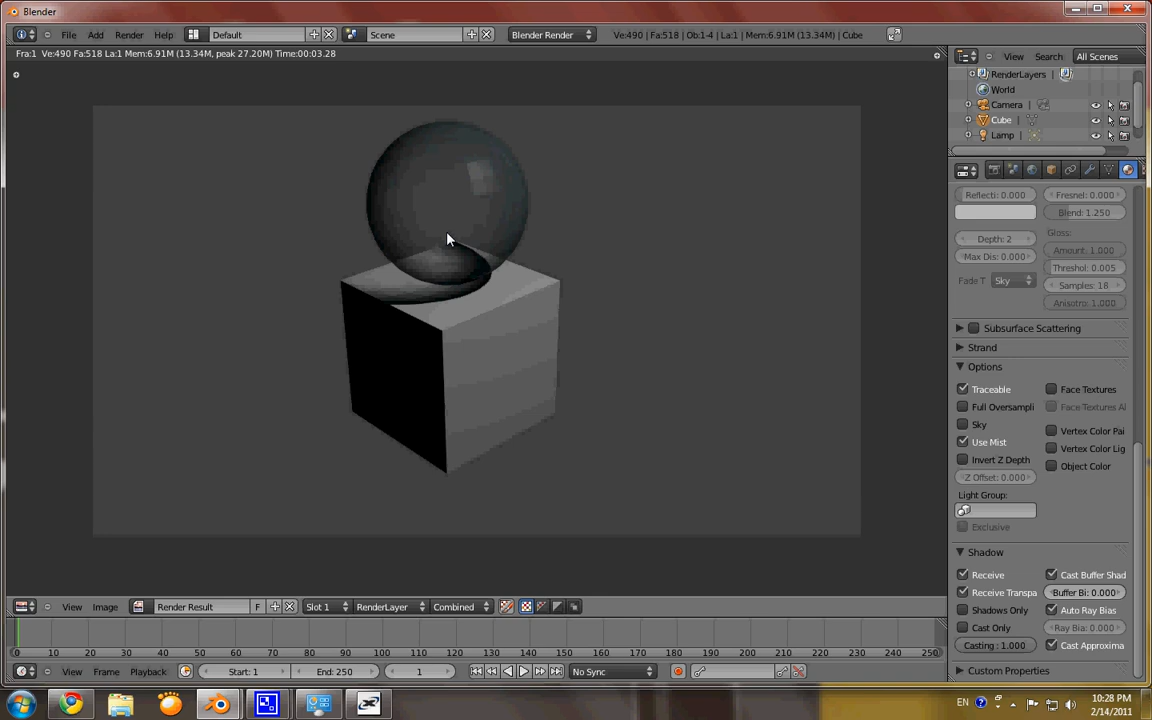 Blender
File Add Render Help Default Scene Blender Render Ve:490 | Fa:518 | Ob:1-4 | La:1 | Mem:6.91M (13.34M) | Cube
Fra:1 Ve:490 Fa:518 La:1 Mem:6.91M (13.34M, peak 27.20M) Time:00:03.28
View Search All Scenes
RenderLayers |
World
Camera |
Cube |
Lamp |
Reflecti: 0.000 Fresnel: 0.000
Blend: 1.250
Gloss:
Depth: 2
Amount: 1.000
Max Dis: 0.000
Threshol: 0.005
Fade T Sky
Samples: 18
Anisotro: 1.000
Subsurface Scattering
Strand
Options
Traceable Face Textures
Full Oversampli Face Textures Al
Sky
Vertex Color Pai
Use Mist
Vertex Color Lig
Invert Z Depth
Object Color
Z Offset: 0.000
Light Group:
Exclusive
Shadow
Receive Cast Buffer Shad
Receive Transpa Buffer Bi: 0.000
Shadows Only Auto Ray Bias
Cast Only Ray Bia: 0.000
Casting : 1.000 Cast Approxima
Custom Properties
View Image Render Result F Slot 1 RenderLayer Combined
0 10 20 30 40 50 60 70 80 90 100 110 120 130 140 150 160 170 180 190 200 210 220 230 240 250
View Frame Playback Start: 1 End: 250 1 No Sync
EN 10:28 PM
2/14/2011